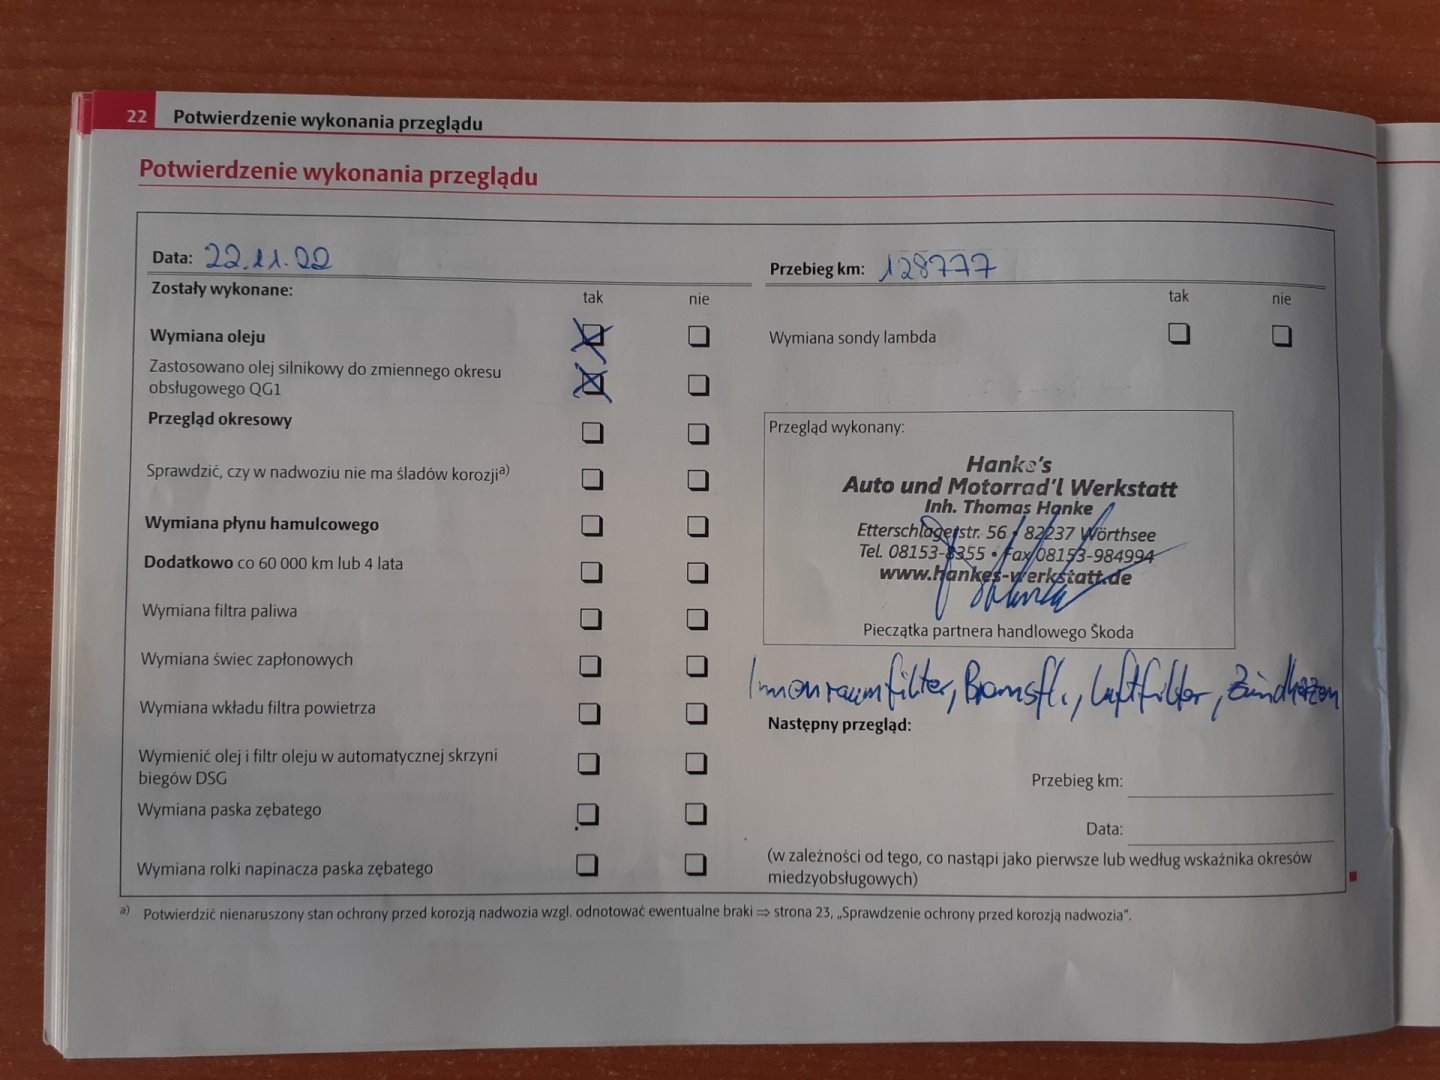 22 Potwierdzenie wykonania przeglądu
Potwierdzenie wykonania przeglądu
Data: 22.11.22
Przebieg km: 128777
Zostały wykonane:
tak nie
Wymiana oleju
Zastosowano olej silnikowy do zmiennego okresu
obsługowego QG1
Przegląd okresowy
Sprawdzić, czy w nadwoziu nie ma śladów korozji a)
Wymiana płynu hamulcowego
Dodatkowo co 60 000 km lub 4 lata
Wymiana filtra paliwa
Wymiana świec zapłonowych
Wymiana wkładu filtra powietrza
Wymienić olej i filtr oleju w automatycznej skrzyni
biegów DSG
Wymiana paska zębatego
Wymiana rolki napinacza paska zębatego
tak nie
Wymiana sondy lambda
Przegląd wykonany:
Hanke's
Auto und Motorrad'l Werkstatt
Inh. Thomas Hanke
Etterschlagerstr. 56 • 82237 Wörthsee
Tel. 08153-8355 • Fax 08153-984994
www.hankes-werkstatt.de
Pieczątka partnera handlowego Škoda
Innenraumfilter, Bremsfl., Luftfilter, Zündkerzen
Następny przegląd:
Przebieg km:
Data:
(w zależności od tego, co nastąpi jako pierwsze lub według wskaźnika okresów
miedzyobsługowych)
a) Potwierdzić nienaruszony stan ochrony przed korozją nadwozia wzgl. odnotować ewentualne braki ⇒ strona 23, „Sprawdzenie ochrony przed korozją nadwozia“.